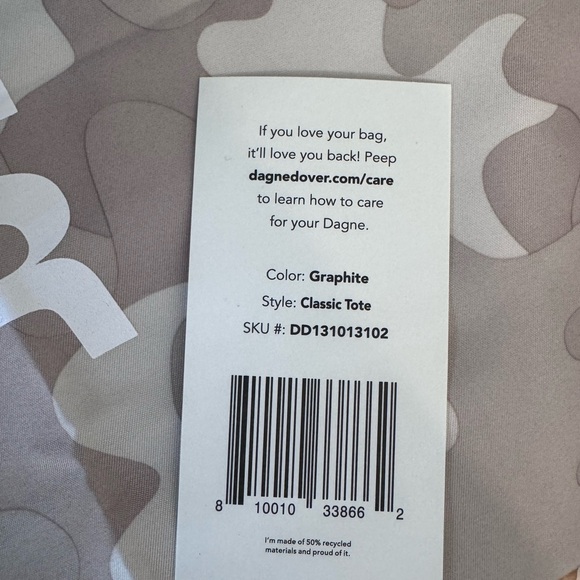 If you love your bag,
it'll love you back! Peep
dagnedover.com/care
to learn how to care
for your Dagne.
Color: Graphite
Style: Classic Tote
SKU #: DD131013102
8 10010 33866 2
I'm made of 50% recycled
materials and proud of it.
R